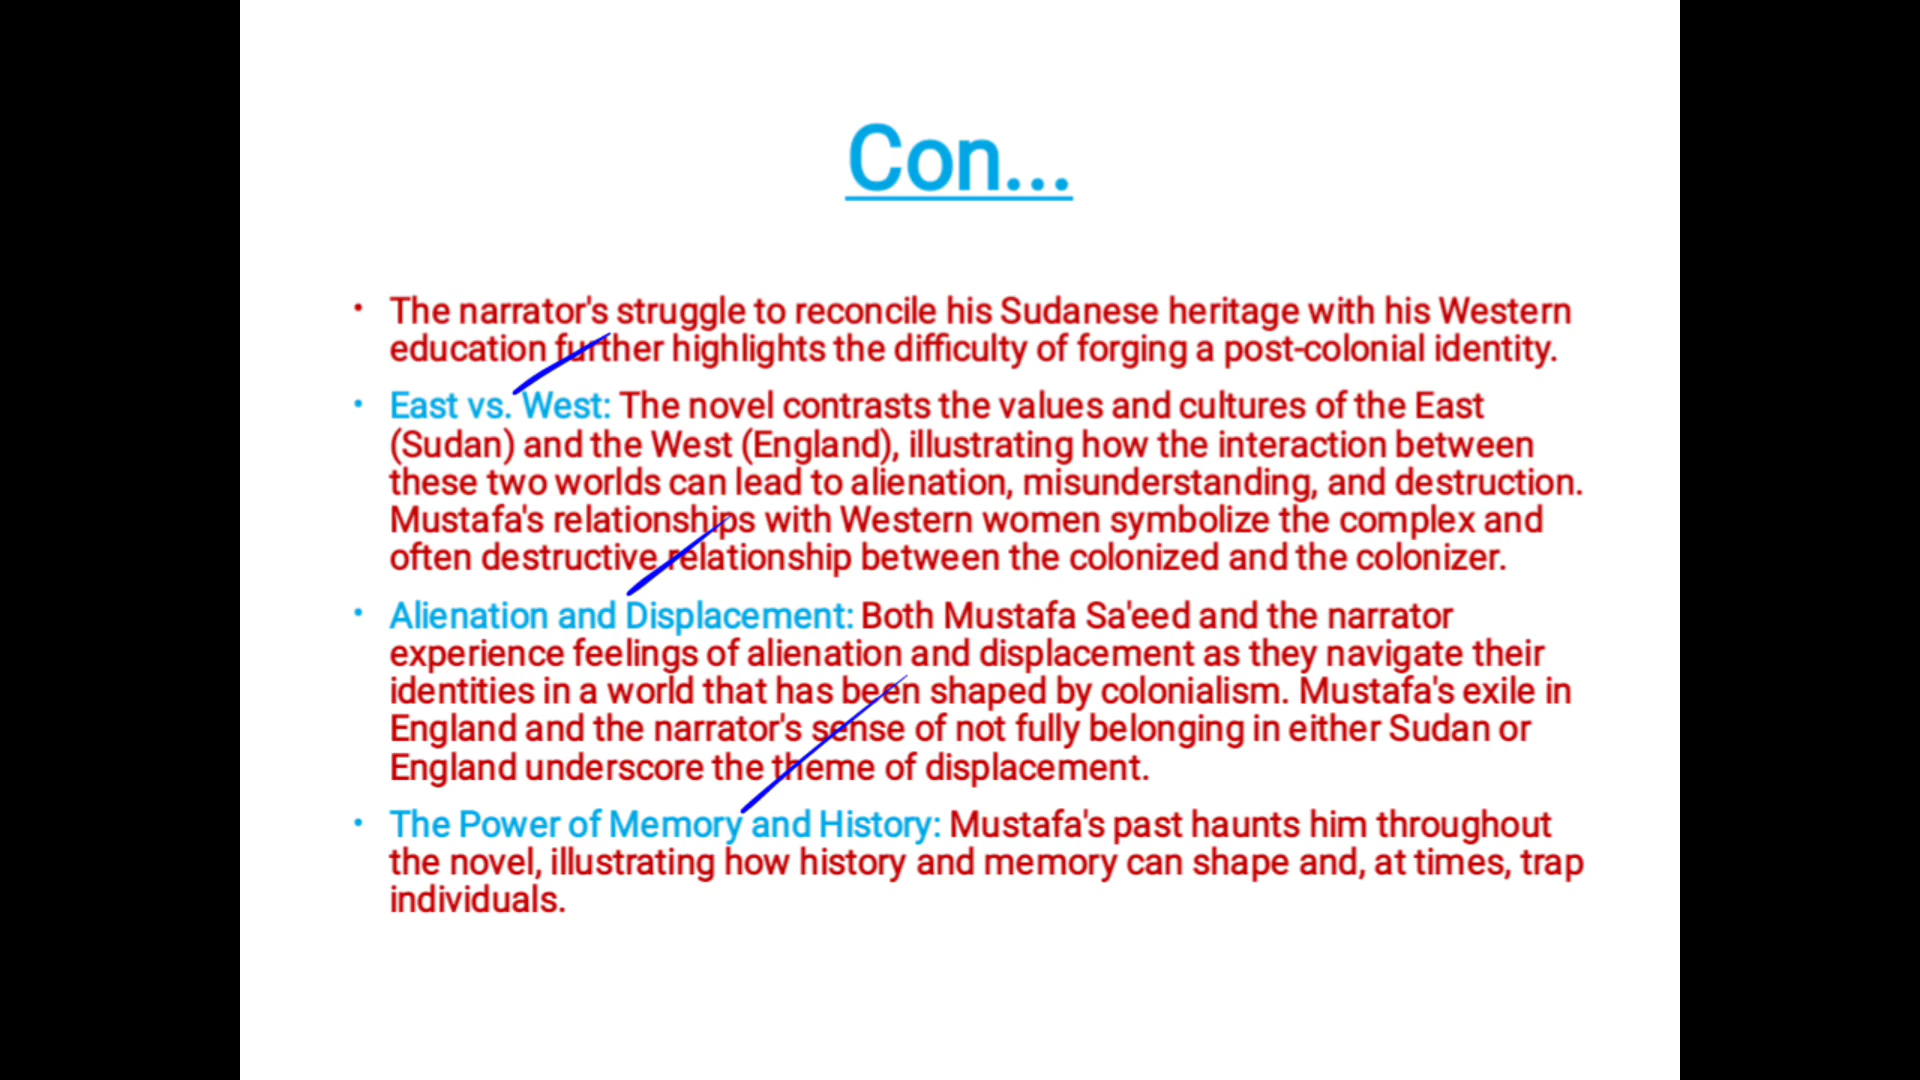 Con...
• The narrator's struggle to reconcile his Sudanese heritage with his Western
education further highlights the difficulty of forging a post-colonial identity.
• East vs. West: The novel contrasts the values and cultures of the East
(Sudan) and the West (England), illustrating how the interaction between
these two worlds can lead to alienation, misunderstanding, and destruction.
Mustafa's relationships with Western women symbolize the complex and
often destructive relationship between the colonized and the colonizer.
• Alienation and Displacement: Both Mustafa Sa'eed and the narrator
experience feelings of alienation and displacement as they navigate their
identities in a world that has been shaped by colonialism. Mustafa's exile in
England and the narrator's sense of not fully belonging in either Sudan or
England underscore the theme of displacement.
• The Power of Memory and History: Mustafa's past haunts him throughout
the novel, illustrating how history and memory can shape and, at times, trap
individuals.